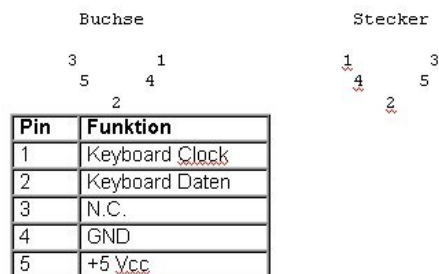 Buchse Stecker
3 1 1 3
5 4 4 5
2 2
Pin Funktion
1 Keyboard Clock
2 Keyboard Daten
3 N.C.
4 GND
5 +5 Vcc